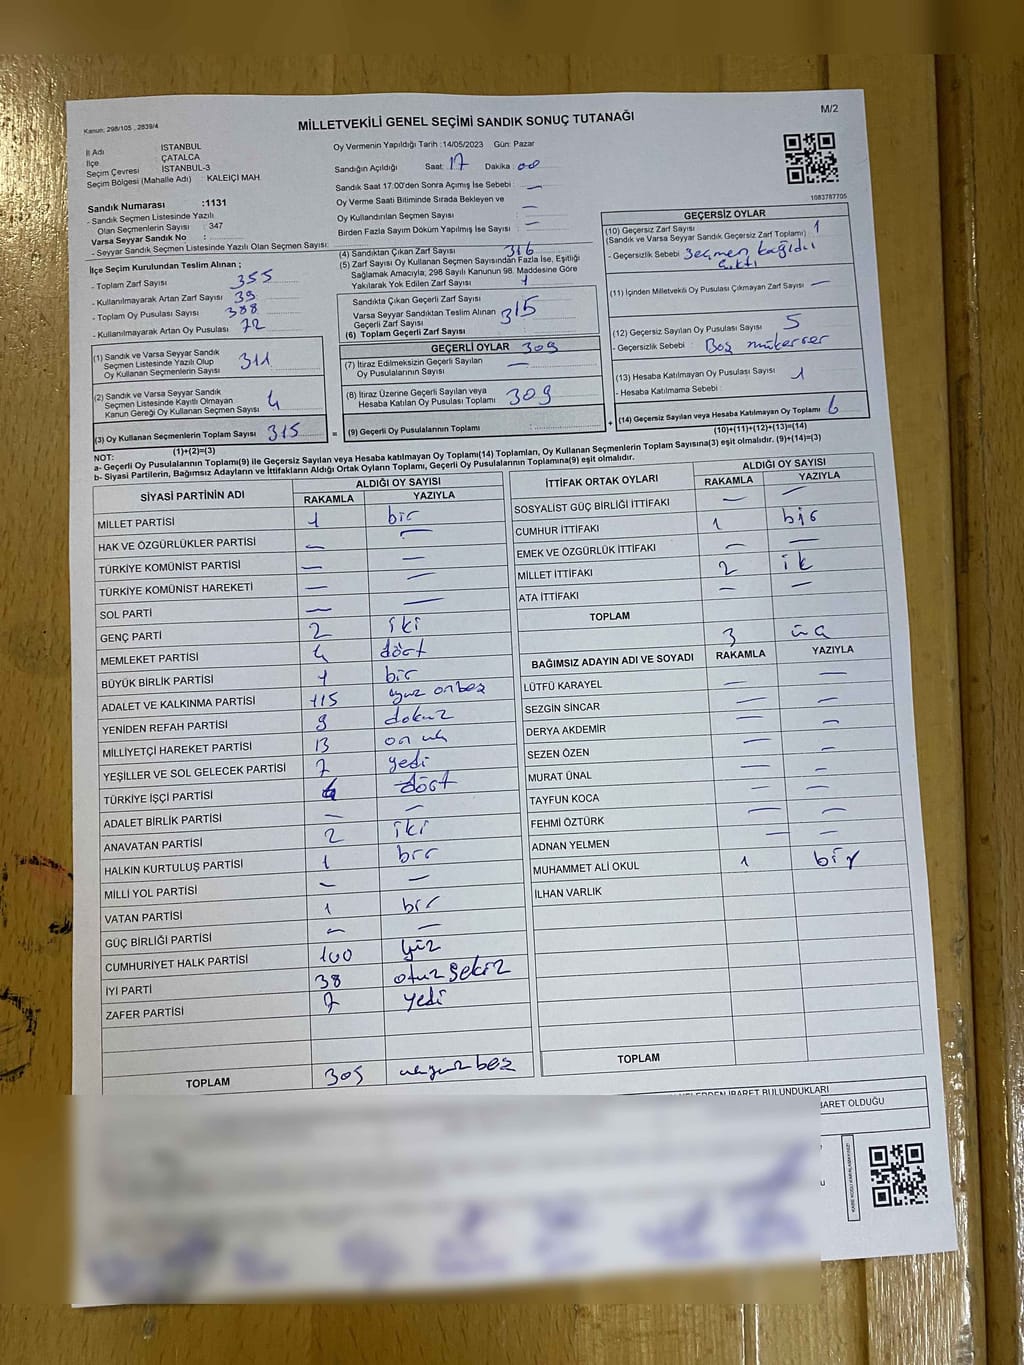 Kanun: 298/105 , 2839/4
M/2
MİLLETVEKİLİ GENEL SEÇİMİ SANDIK SONUÇ TUTANAĞI
İl Adı : İSTANBUL
İlçe : ÇATALCA
Seçim Çevresi : İSTANBUL-3
Seçim Bölgesi (Mahalle Adı) : KALEİÇİ MAH.
Sandık Numarası :1131
- Sandık Seçmen Listesinde Yazılı
Olan Seçmenlerin Sayısı : 347
Varsa Seyyar Sandık No :
- Seyyar Sandık Seçmen Listesinde Yazılı Olan Seçmen Sayısı:
Oy Vermenin Yapıldığı Tarih :14/05/2023 Gün: Pazar
Sandığın Açıldığı Saat: 17 Dakika : 00
Sandık Saat 17:00'den Sonra Açımış İse Sebebi : —
Oy Verme Saati Bitiminde Sırada Bekleyen ve
Oy Kullandırılan Seçmen Sayısı : —
Birden Fazla Sayım Döküm Yapılmış İse Sayısı : —
1083787705
İlçe Seçim Kurulundan Teslim Alınan ;
- Toplam Zarf Sayısı : 355
- Kullanılmayarak Artan Zarf Sayısı : 39
- Toplam Oy Pusulası Sayısı : 388
- Kullanılmayarak Artan Oy Pusulası : 72
(1) Sandık ve Varsa Seyyar Sandık
Seçmen Listesinde Yazılı Olup
Oy Kullanan Seçmenlerin Sayısı 311
(2) Sandık ve Varsa Seyyar Sandık
Seçmen Listesinde Kayıtlı Olmayan
Kanun Gereği Oy Kullanan Seçmen Sayısı 4
(3) Oy Kullanan Seçmenlerin Toplam Sayısı 315
(1)+(2)=(3)
(4) Sandıktan Çıkan Zarf Sayısı 316
(5) Zarf Sayısı Oy Kullanan Seçmen Sayısından Fazla İse, Eşitliği
Sağlamak Amacıyla, 298 Sayılı Kanunun 98. Maddesine Göre
Yakılarak Yok Edilen Zarf Sayısı : 1
Sandıkta Çıkan Geçerli Zarf Sayısı
Varsa Seyyar Sandıktan Teslim Alınan
Geçerli Zarf Sayısı 315
(6) Toplam Geçerli Zarf Sayısı
GEÇERLİ OYLAR 309
(7) İtiraz Edilmeksizin Geçerli Sayılan
Oy Pusulalarının Sayısı —
(8) İtiraz Üzerine Geçerli Sayılan veya
Hesaba Katılan Oy Pusulası Toplamı 309
= (9) Geçerli Oy Pusulalarının Toplamı :
GEÇERSİZ OYLAR
(10) Geçersiz Zarf Sayısı
(Sandık ve Varsa Seyyar Sandık Geçersiz Zarf Toplamı) 1
- Geçersizlik Sebebi : Seçmen kağıdı
(11) İçinden Milletvekili Oy Pusulası Çıkmayan Zarf Sayısı —
(12) Geçersiz Sayılan Oy Pusulası Sayısı 5
- Geçersizlik Sebebi : Boş mükerrer
(13) Hesaba Katılmayan Oy Pusulası Sayısı 1
- Hesaba Katılmama Sebebi :
+ (14) Geçersiz Sayılan veya Hesaba Katılmayan Oy Toplamı 6
(10)+(11)+(12)+(13)=(14)
NOT:
a- Geçerli Oy Pusulalarının Toplamı(9) ile Geçersiz Sayılan veya Hesaba katılmayan Oy Toplamı(14) Toplamları, Oy Kullanan Seçmenlerin Toplam Sayısına(3) eşit olmalıdır. (9)+(14)=(3)
b- Siyasi Partilerin, Bağımsız Adayların ve İttifakların Aldığı Ortak Oyların Toplamı, Geçerli Oy Pusulalarının Toplamına(9) eşit olmalıdır.
SİYASİ PARTİNİN ADI ALDIĞI OY SAYISI
RAKAMLA YAZIYLA
MİLLET PARTİSİ 1 bir
HAK VE ÖZGÜRLÜKLER PARTİSİ — —
TÜRKİYE KOMÜNİST PARTİSİ — —
TÜRKİYE KOMÜNİST HAREKETİ — —
SOL PARTİ — —
GENÇ PARTİ 2 iki
MEMLEKET PARTİSİ 4 dört
BÜYÜK BİRLİK PARTİSİ 1 bir
ADALET VE KALKINMA PARTİSİ 115 yüz onbeş
YENİDEN REFAH PARTİSİ 9 dokuz
MİLLİYETÇİ HAREKET PARTİSİ 13 on üç
YEŞİLLER VE SOL GELECEK PARTİSİ 7 yedi
TÜRKİYE İŞÇİ PARTİSİ 4 dört
ADALET BİRLİK PARTİSİ — —
ANAVATAN PARTİSİ 2 iki
HALKIN KURTULUŞ PARTİSİ 1 bir
MİLLİ YOL PARTİSİ — —
VATAN PARTİSİ 1 bir
GÜÇ BİRLİĞİ PARTİSİ — —
CUMHURİYET HALK PARTİSİ 100 yüz
İYİ PARTİ 38 otuz sekiz
ZAFER PARTİSİ 7 yedi
TOPLAM 305 üçyüz beş
İTTİFAK ORTAK OYLARI ALDIĞI OY SAYISI
RAKAMLA YAZIYLA
SOSYALİST GÜÇ BİRLİĞİ İTTİFAKI — —
CUMHUR İTTİFAKI 1 bir
EMEK VE ÖZGÜRLÜK İTTİFAKI — —
MİLLET İTTİFAKI 2 ik
ATA İTTİFAKI — —
TOPLAM 3 üç
BAĞIMSIZ ADAYIN ADI VE SOYADI RAKAMLA YAZIYLA
LÜTFÜ KARAYEL — —
SEZGİN SİNCAR — —
DERYA AKDEMİR — —
SEZEN ÖZEN — —
MURAT ÜNAL — —
TAYFUN KOCA — —
FEHMİ ÖZTÜRK — —
ADNAN YELMEN — —
MUHAMMET ALİ OKUL 1 bir
İLHAN VARLIK
TOPLAM
İBARET BULUNDUKLARI
BARET OLDUĞU